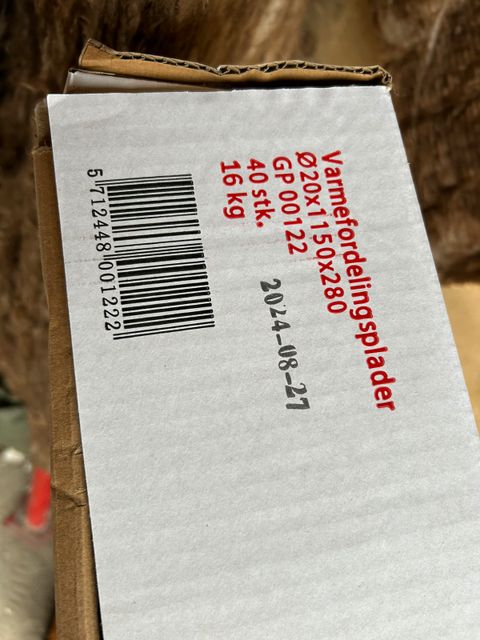 Varmefordelingsplader
Ø20x1150x280
GP 00122
40 stk.
16 kg
2024-08-27
5 712448 001222